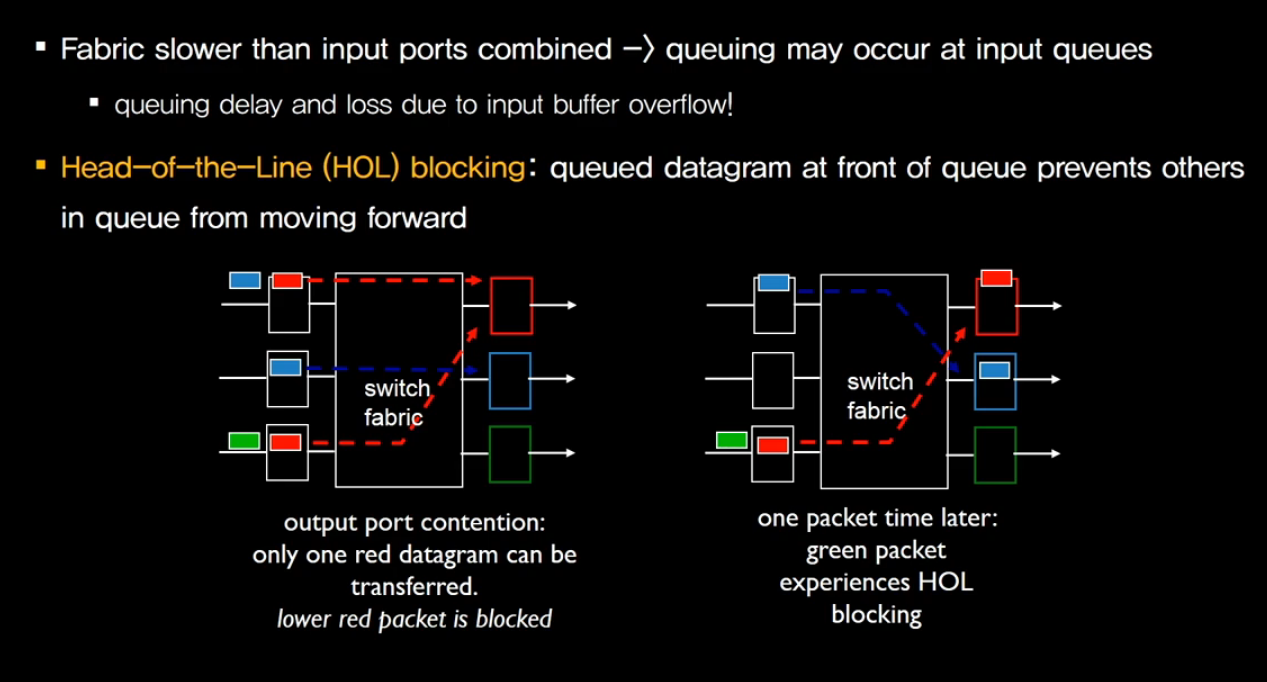 ▪ Fabric slower than input ports combined –> queuing may occur at input queues
▪ queuing delay and loss due to input buffer overflow!
▪ Head–of–the–Line (HOL) blocking: queued datagram at front of queue prevents others
in queue from moving forward
switch
fabric
output port contention:
only one red datagram can be
transferred.
lower red packet is blocked
switch
fabric
one packet time later:
green packet
experiences HOL
blocking